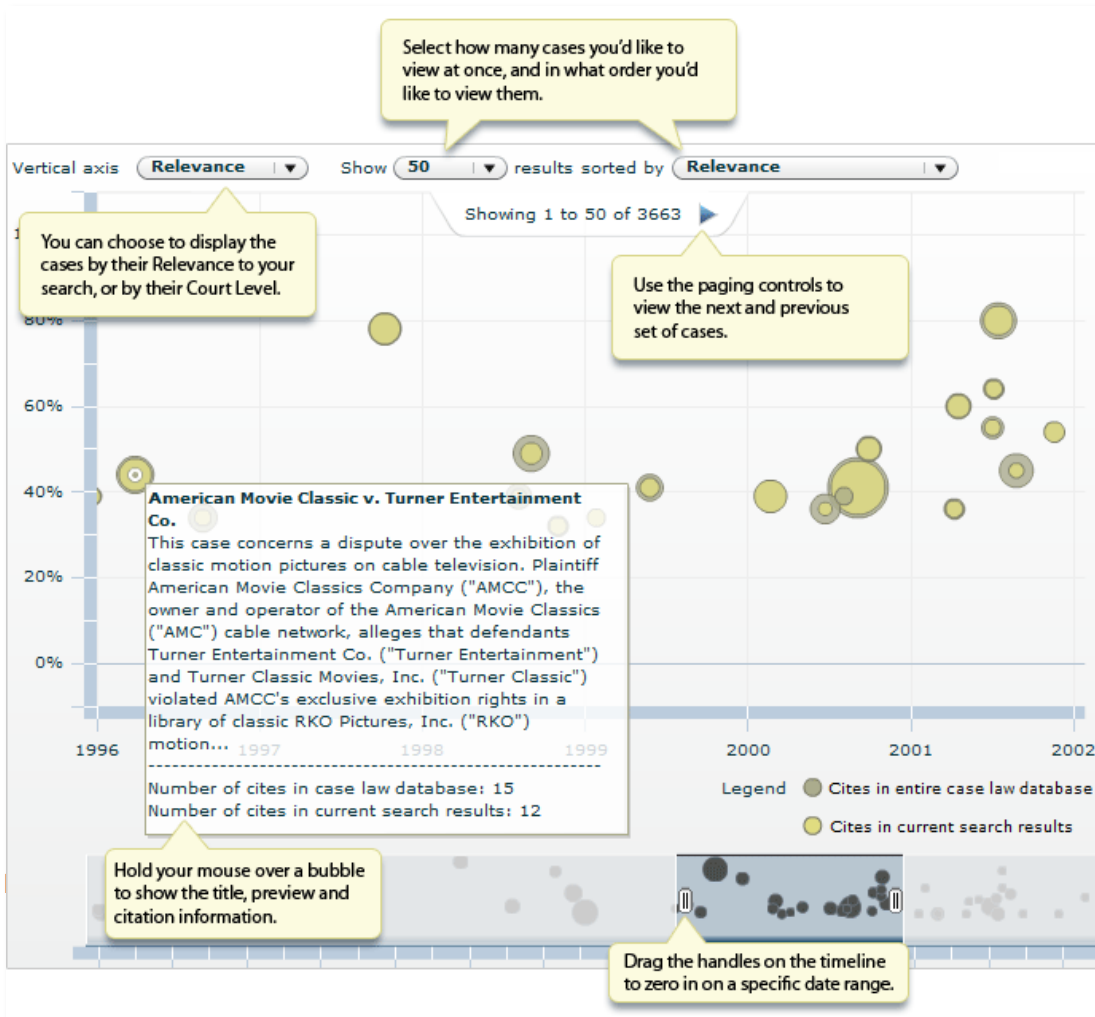 Select how many cases you'd like to
view at once, and in what order you'd
like to view them.
Vertical axis Relevance Show 50 results sorted by Relevance
Showing 1 to 50 of 3663
You can choose to display the
cases by their Relevance to your
search, or by their Court Level.
Use the paging controls to
view the next and previous
set of cases.
80%
60%
40%
20%
0%
American Movie Classic v. Turner Entertainment
Co.
This case concerns a dispute over the exhibition of
classic motion pictures on cable television. Plaintiff
American Movie Classics Company ("AMCC"), the
owner and operator of the American Movie Classics
("AMC") cable network, alleges that defendants
Turner Entertainment Co. ("Turner Entertainment")
and Turner Classic Movies, Inc. ("Turner Classic")
violated AMCC's exclusive exhibition rights in a
library of classic RKO Pictures, Inc. ("RKO")
motion...
---------------------------------------------------------
Number of cites in case law database: 15
Number of cites in current search results: 12
1996 1997 1998 1999 2000 2001 2002
Legend Cites in entire case law database
Cites in current search results
Hold your mouse over a bubble
to show the title, preview and
citation information.
Drag the handles on the timeline
to zero in on a specific date range.